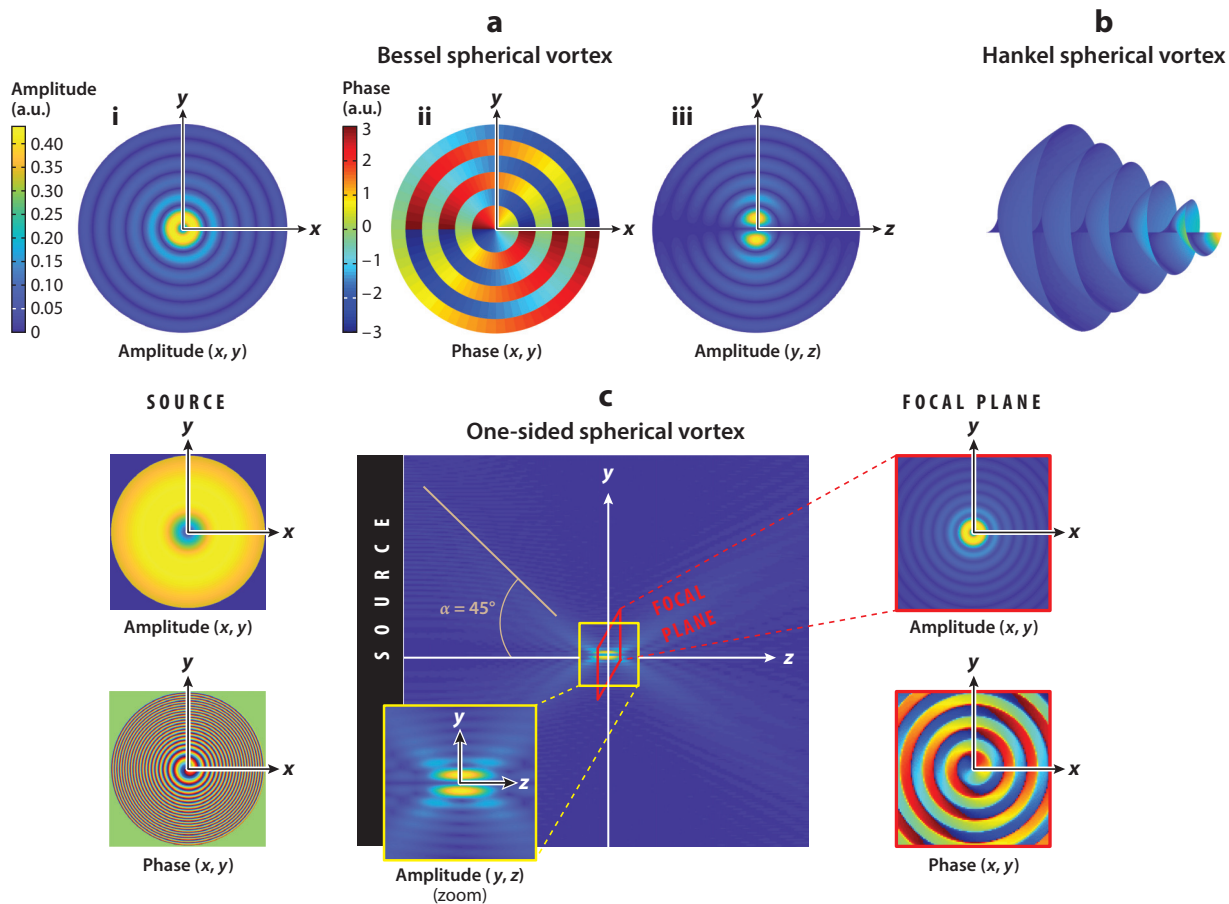 a
Bessel spherical vortex
b
Hankel spherical vortex
Amplitude
(a.u.)
0.40
0.35
0.30
0.25
0.20
0.15
0.10
0.05
0
i
y
x
Amplitude (x, y)
Phase
(a.u.)
3
2
1
0
−1
−2
−3
ii
y
x
Phase (x, y)
iii
y
z
Amplitude (y, z)
SOURCE
y
x
Amplitude (x, y)
y
x
Phase (x, y)
c
One-sided spherical vortex
SOURCE
α = 45°
y
z
FOCAL
PLANE
y
z
Amplitude (y, z)
(zoom)
FOCAL PLANE
y
x
Amplitude (x, y)
y
x
Phase (x, y)